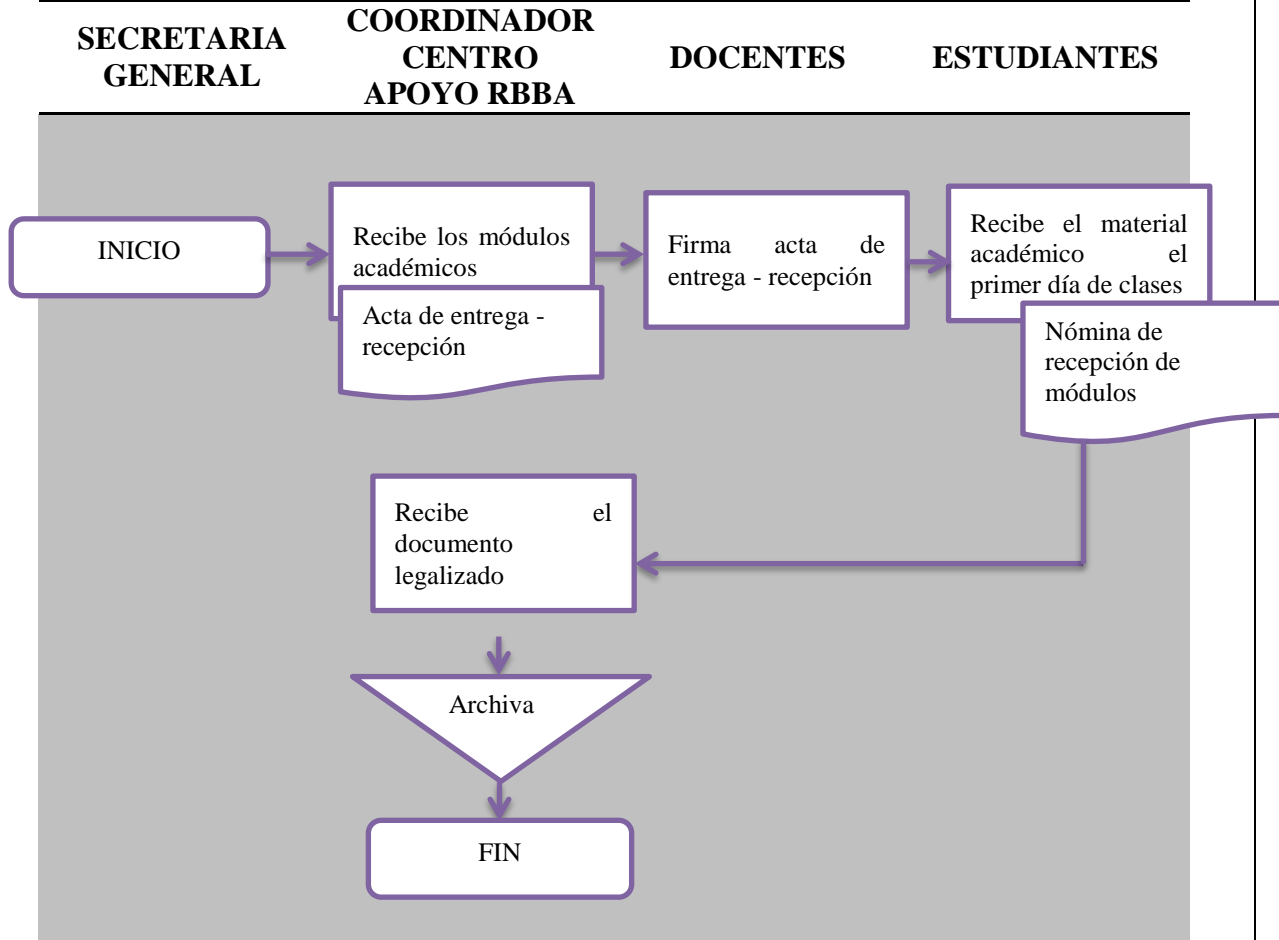 SECRETARIA
GENERAL
COORDINADOR
CENTRO
APOYO RBBA
DOCENTES
ESTUDIANTES
INICIO
Recibe los módulos
académicos
Acta de entrega -
recepción
Firma acta de
entrega - recepción
Recibe el material
académico el
primer día de clases
Nómina de
recepción de
módulos
Recibe el
documento
legalizado
Archiva
FIN